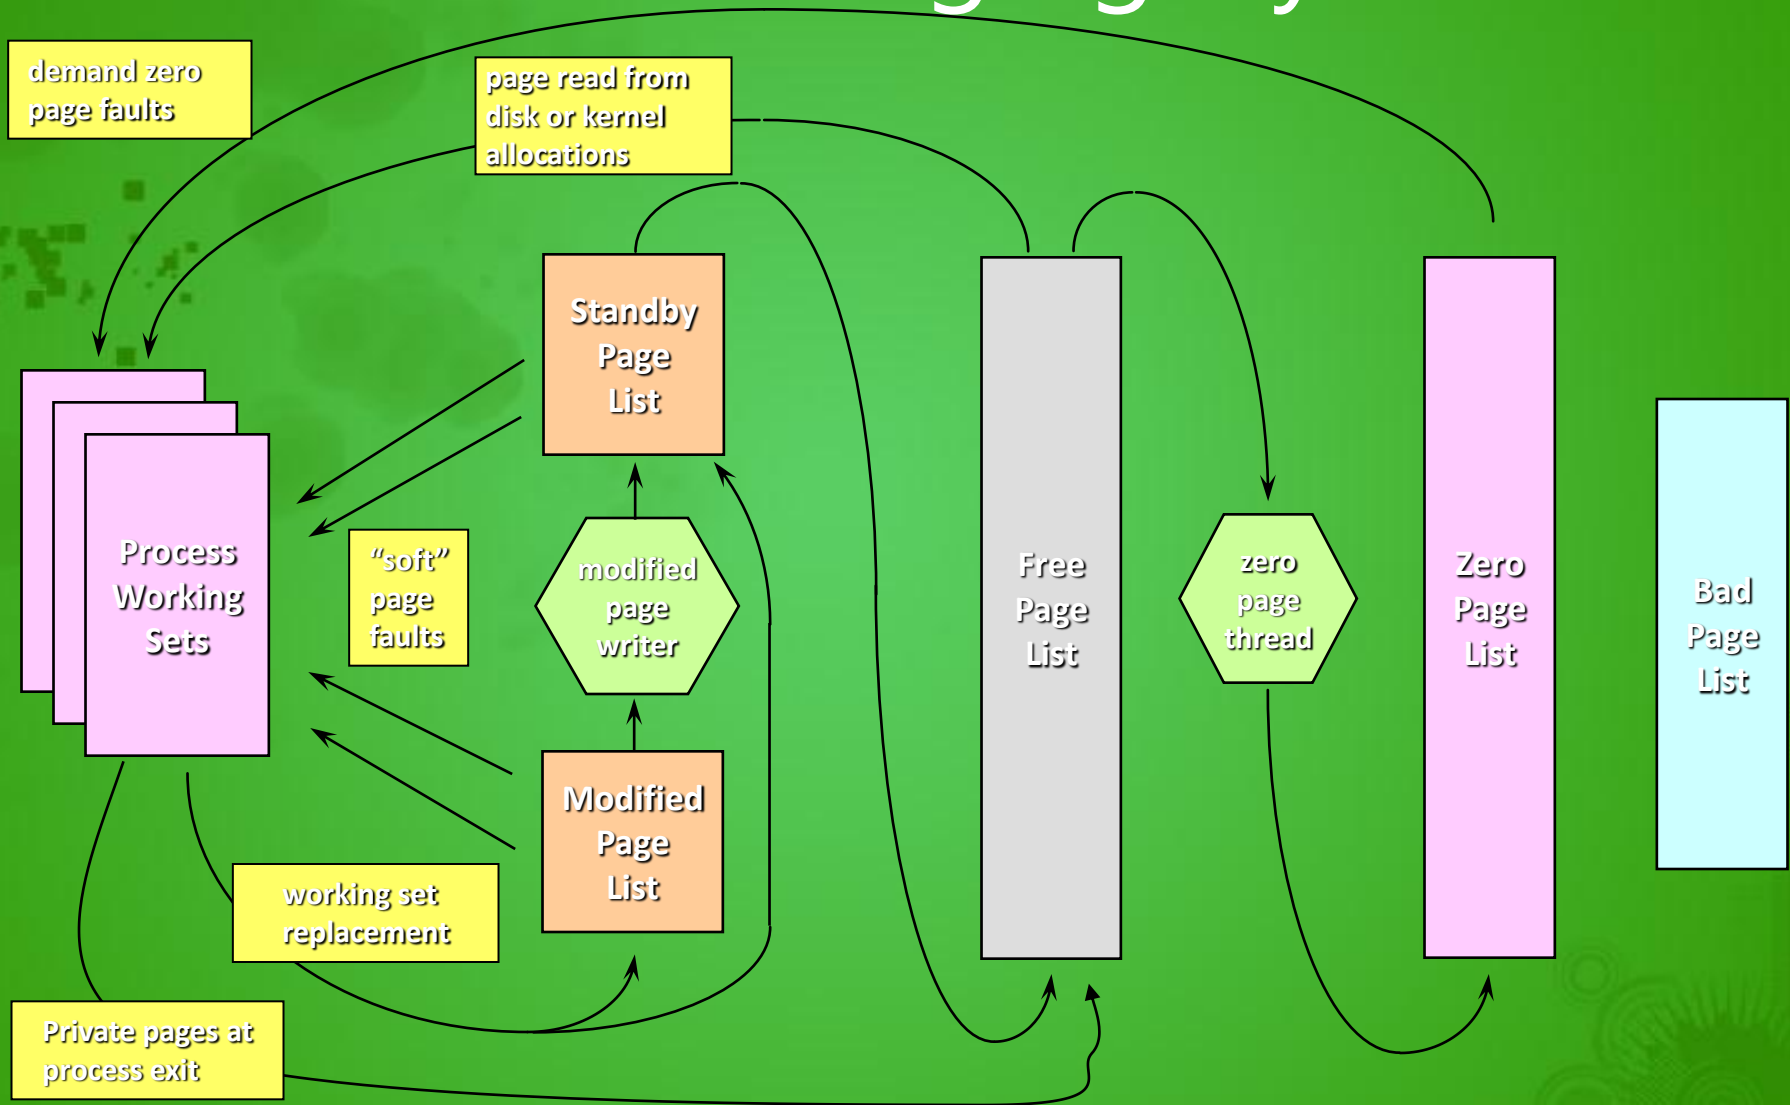 demand zero
page faults
page read from
disk or kernel
allocations
Standby
Page
List
Process
Working
Sets
“soft”
page
faults
modified
page
writer
Free
Page
List
zero
page
thread
Zero
Page
List
Bad
Page
List
Modified
Page
List
working set
replacement
Private pages at
process exit